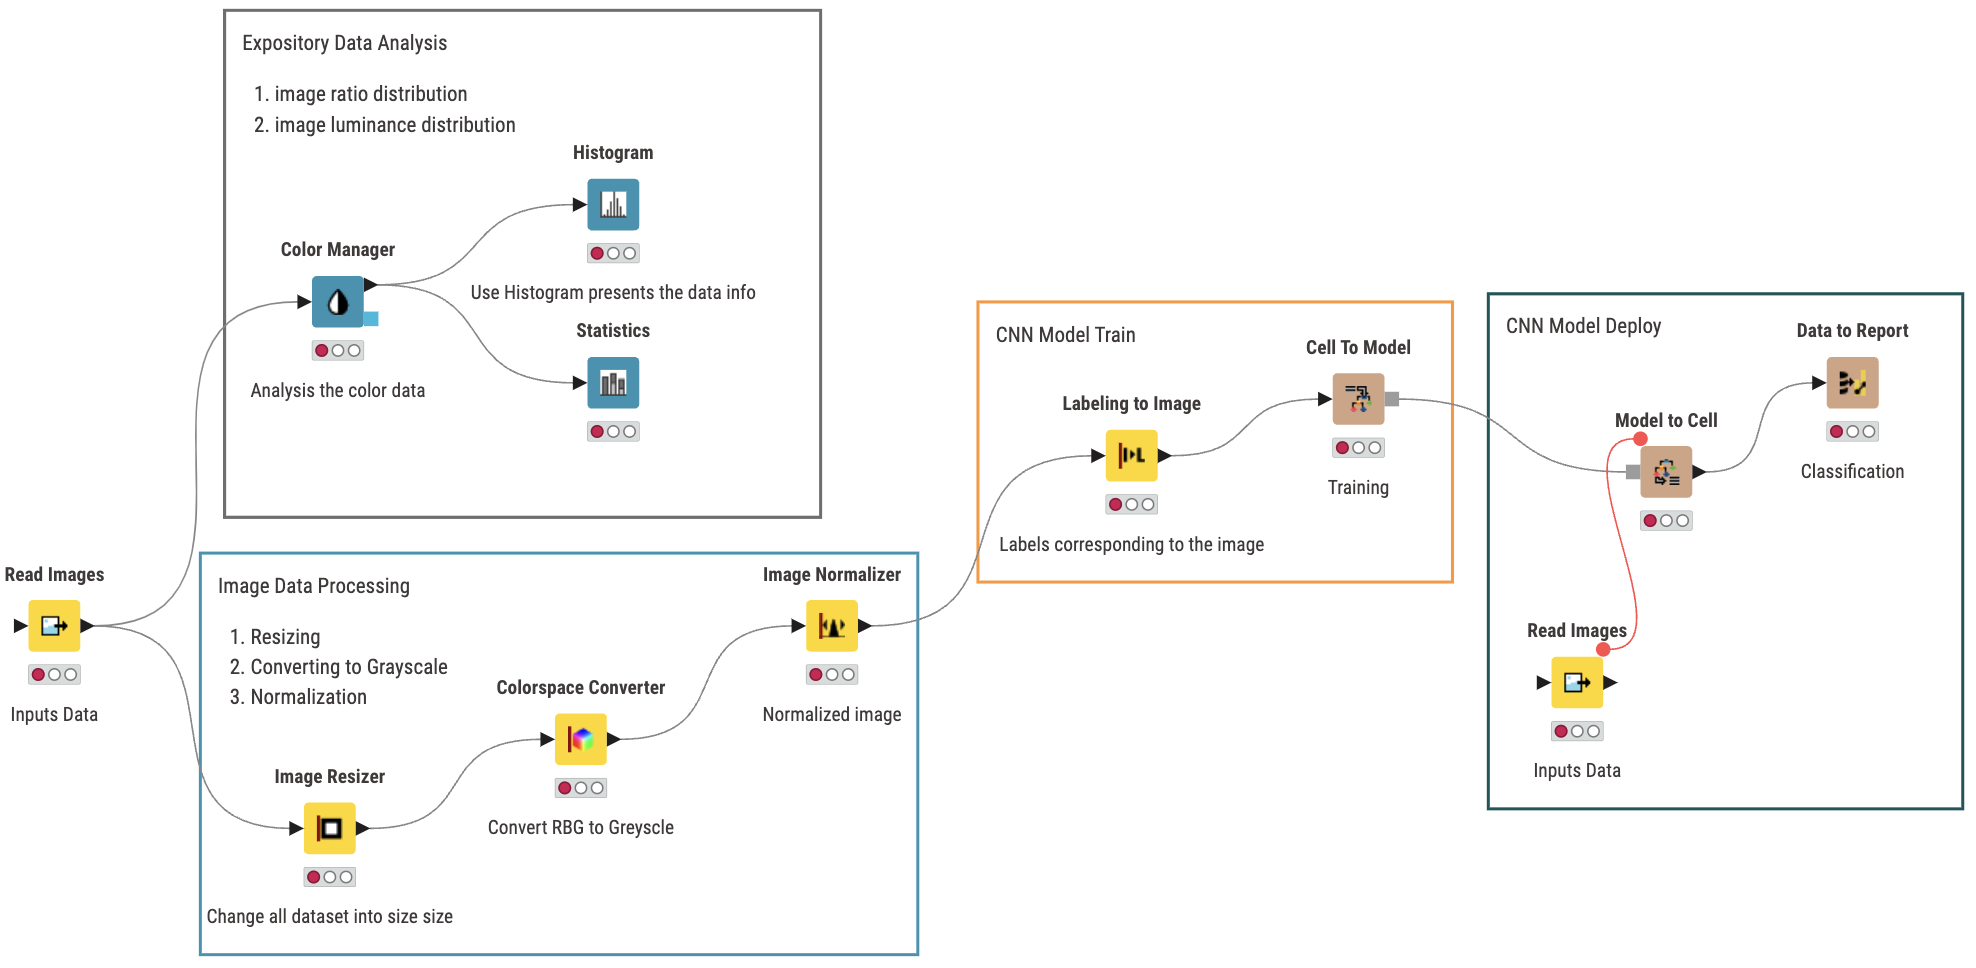 Expository Data Analysis
1. image ratio distribution
2. image luminance distribution
Histogram
Color Manager
Use Histogram presents the data info
Statistics
Analysis the color data
Read Images
Inputs Data
Image Data Processing
1. Resizing
2. Converting to Grayscale
3. Normalization
Image Normalizer
Normalized image
Colorspace Converter
Convert RBG to Greyscle
Image Resizer
Change all dataset into size size
CNN Model Train
Cell To Model
Labeling to Image
Training
Labels corresponding to the image
CNN Model Deploy
Data to Report
Model to Cell
Classification
Read Images
Inputs Data